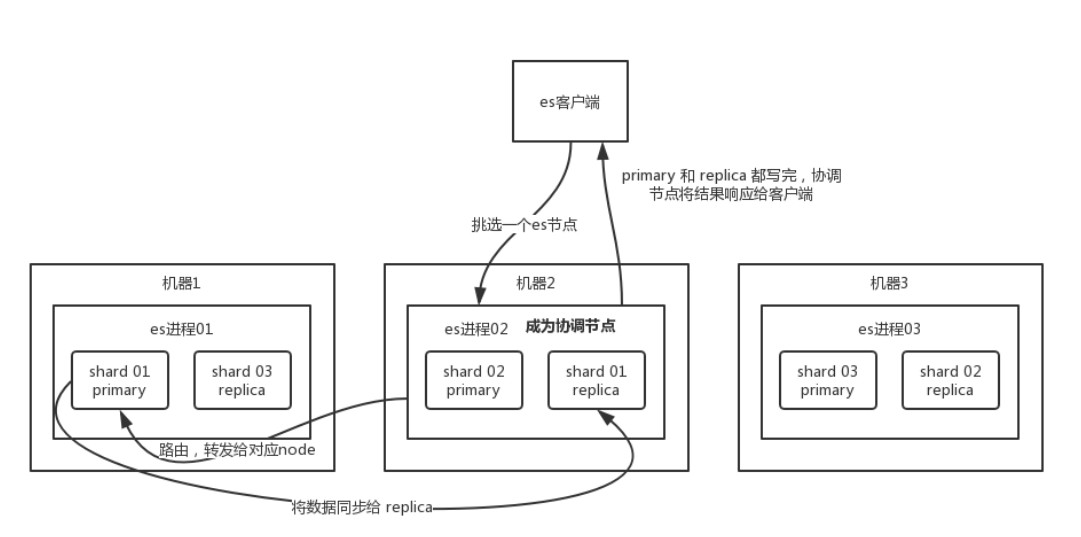 es客户端
primary 和 replica 都写完，协调
节点将结果响应给客户端
挑选一个es节点
机器1
机器2
机器3
es进程01
es进程02
成为协调节点
es进程03
shard 01
primary
shard 03
replica
shard 02
primary
shard 01
replica
shard 03
primary
shard 02
replica
路由，转发给对应node
将数据同步给 replica